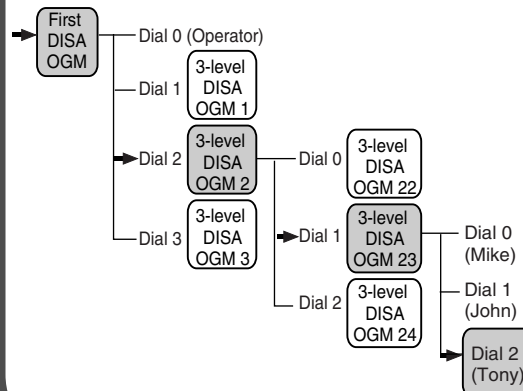 First
DISA
OGM
Dial 0 (Operator)
Dial 1
3-level
DISA
OGM 1
Dial 2
3-level
DISA
OGM 2
Dial 3
3-level
DISA
OGM 3
Dial 0
3-level
DISA
OGM 22
Dial 1
3-level
DISA
OGM 23
Dial 2
3-level
DISA
OGM 24
Dial 0
(Mike)
Dial 1
(John)
Dial 2
(Tony)